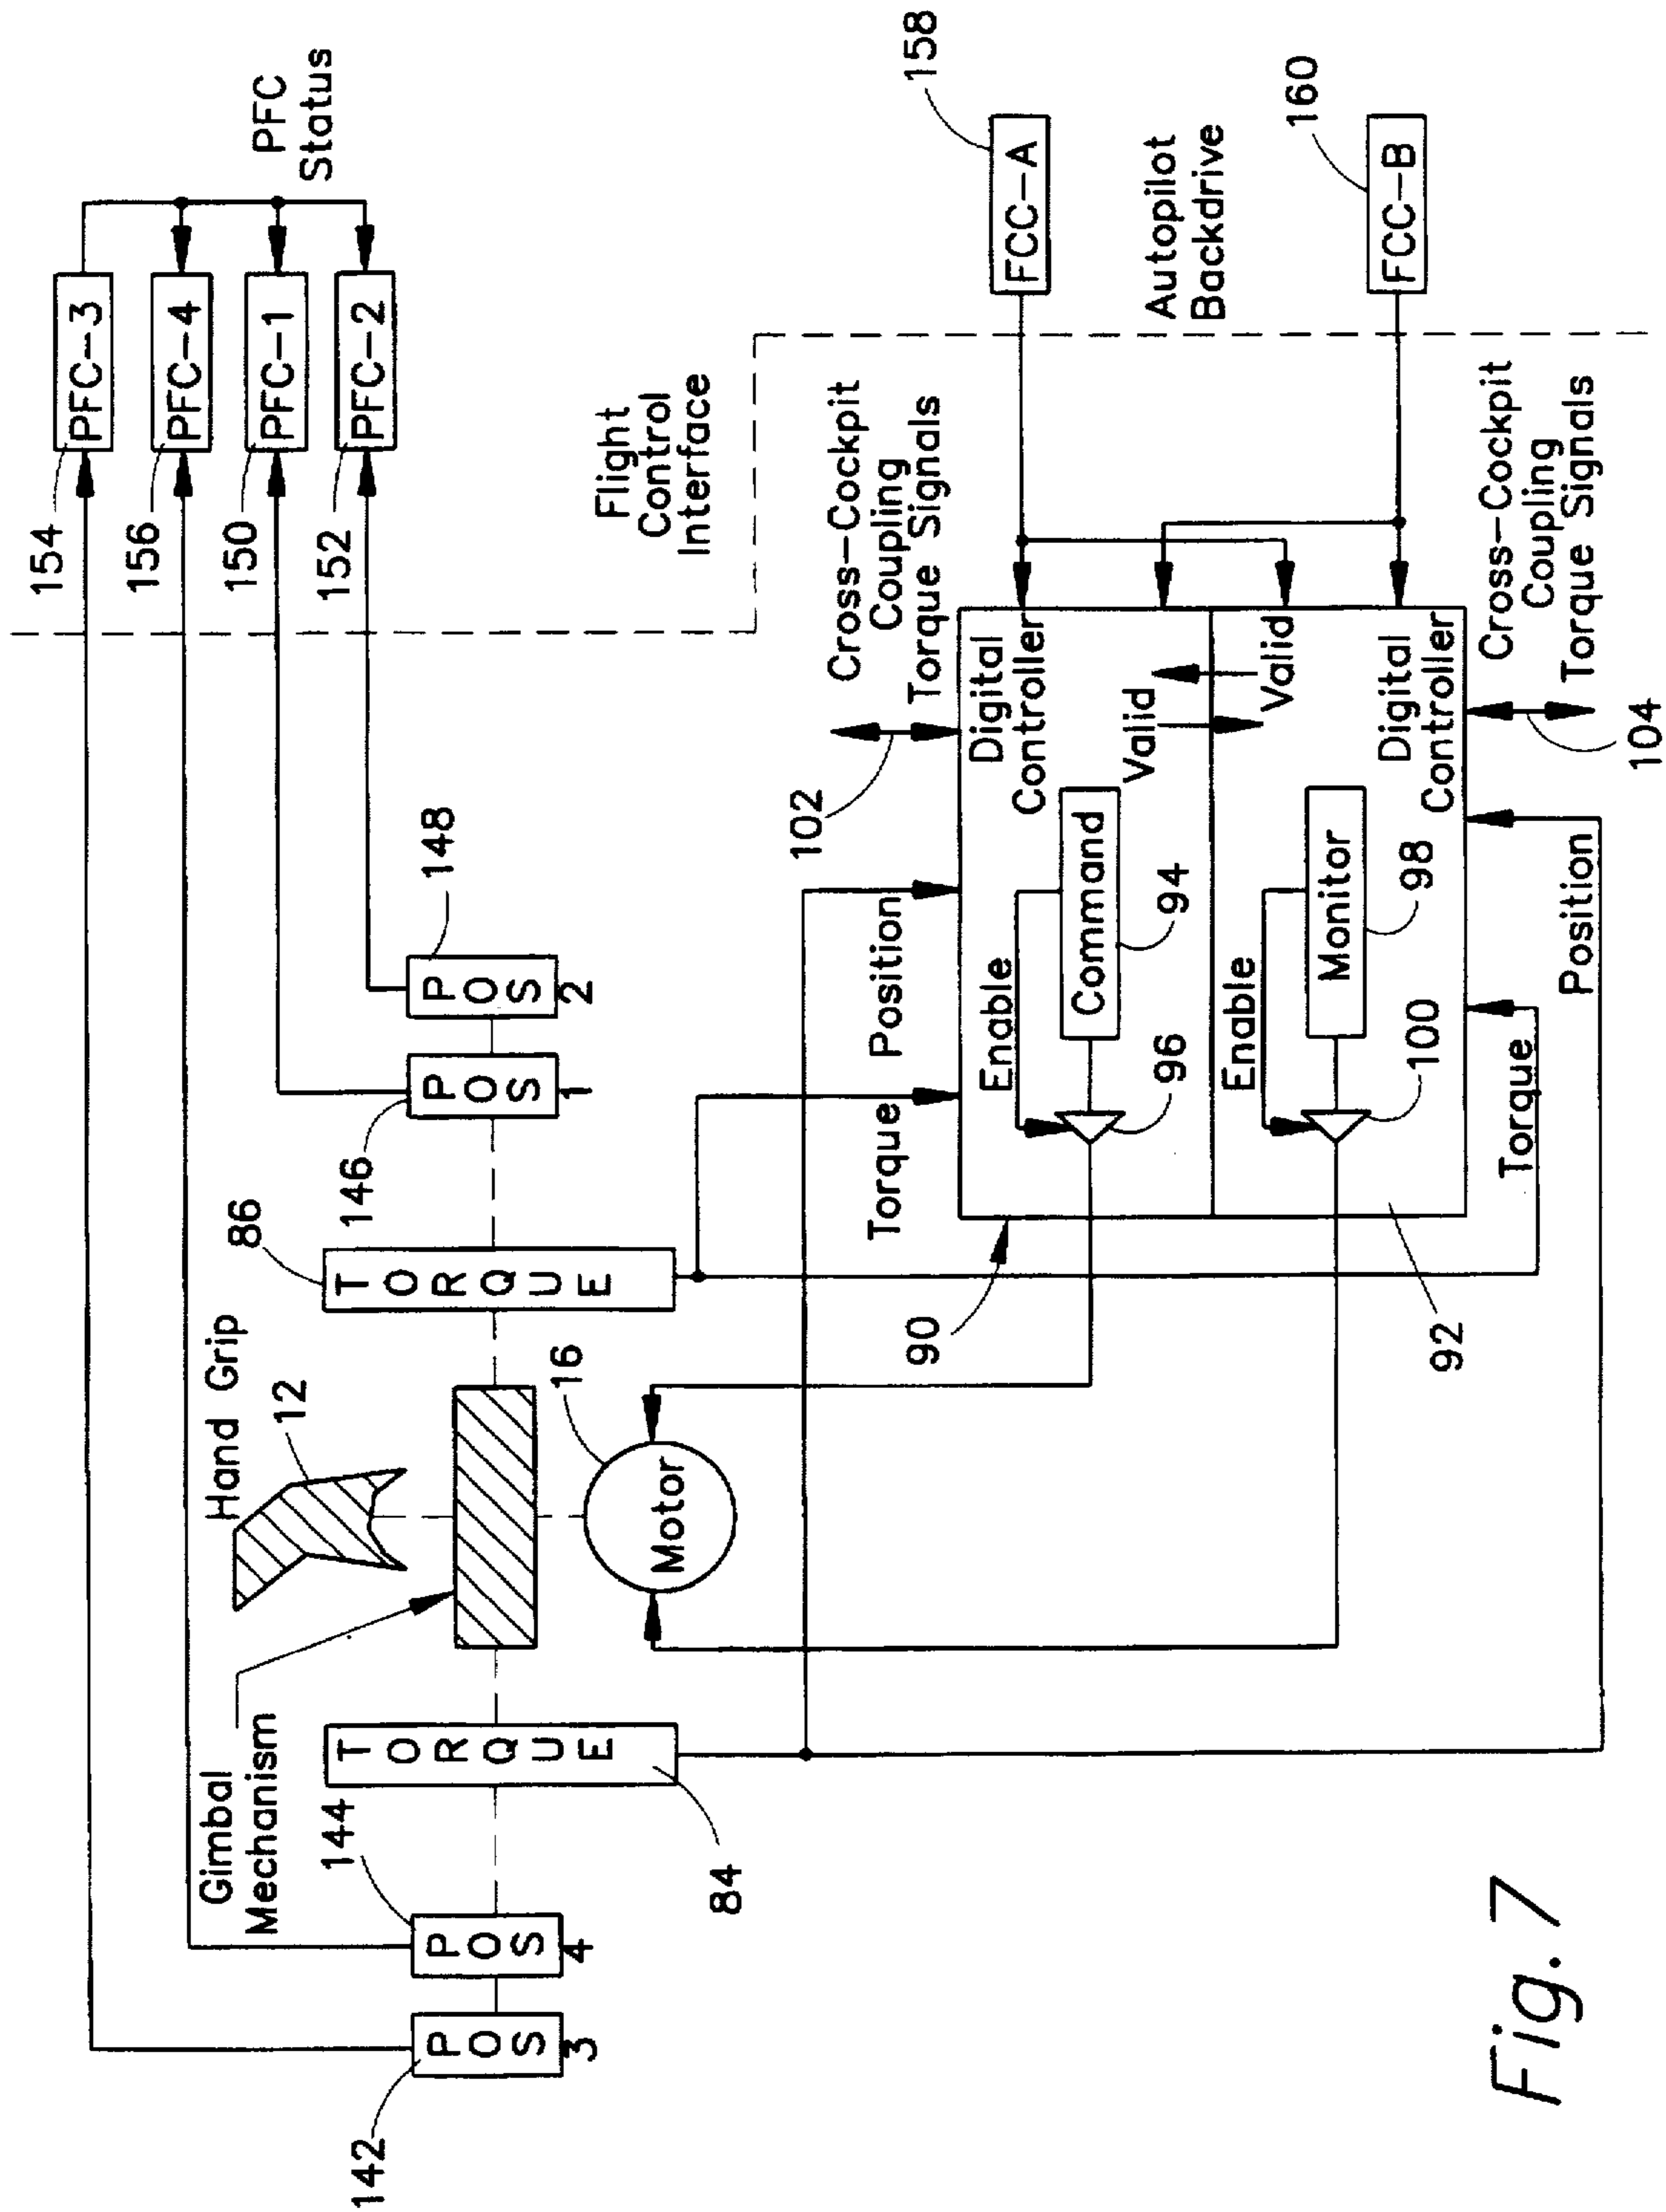 154
PFC-3
156
PFC-4
150
PFC-1
152
PFC-2
PFC
Status
Flight
Control
Interface
Hand Grip
12
Gimbal
Mechanism
142
POS
3
144
POS
4
84
TORQUE
16
Motor
86
TORQUE
146
POS
1
148
POS
2
Torque
Position
102
Cross-Cockpit
Coupling
Torque Signals
158
FCC-A
Autopilot
Backdrive
160
FCC-B
90
Digital
Controller
Enable
Command
94
96
Valid
Valid
92
Digital
Controller
Enable
Monitor
98
100
Torque
Position
104
Cross-Cockpit
Coupling
Torque Signals
Fig. 7